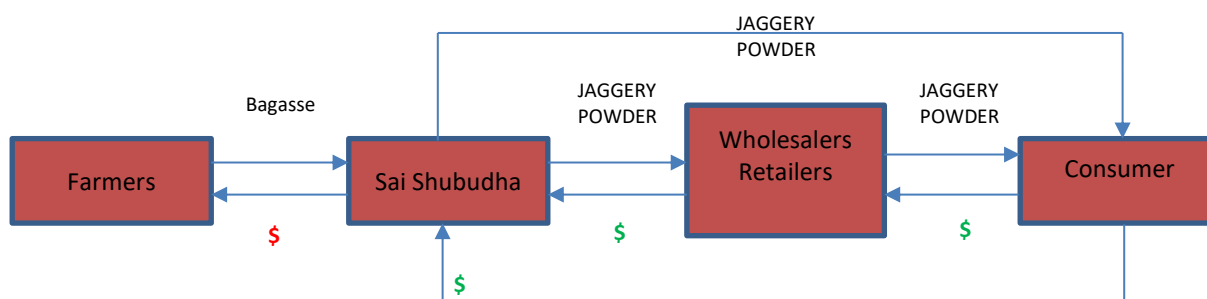 JAGGERY
POWDER
Bagasse
JAGGERY
POWDER
JAGGERY
POWDER
Farmers
Sai Shubudha
Wholesalers
Retailers
Consumer
$
$
$
$